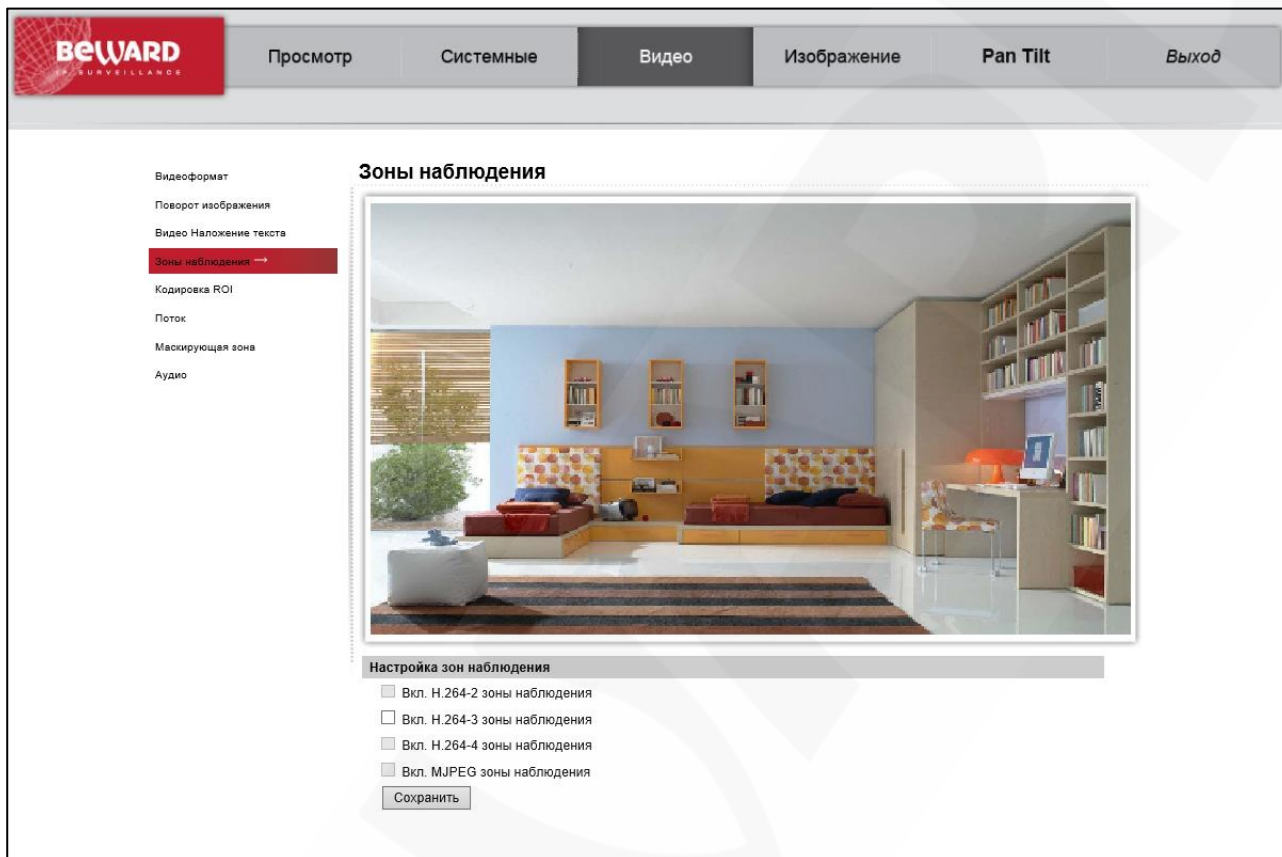 BEWARD
IP SURVEILLANCE
Просмотр
Системные
Видео
Изображение
Pan Tilt
Выход
Видеоформат
Поворот изображения
Видео Наложение текста
Зоны наблюдения →
Кодировка ROI
Поток
Маскирующая зона
Аудио
Зоны наблюдения
Настройка зон наблюдения
Вкл. H.264-2 зоны наблюдения
Вкл. H.264-3 зоны наблюдения
Вкл. H.264-4 зоны наблюдения
Вкл. MJPEG зоны наблюдения
Сохранить